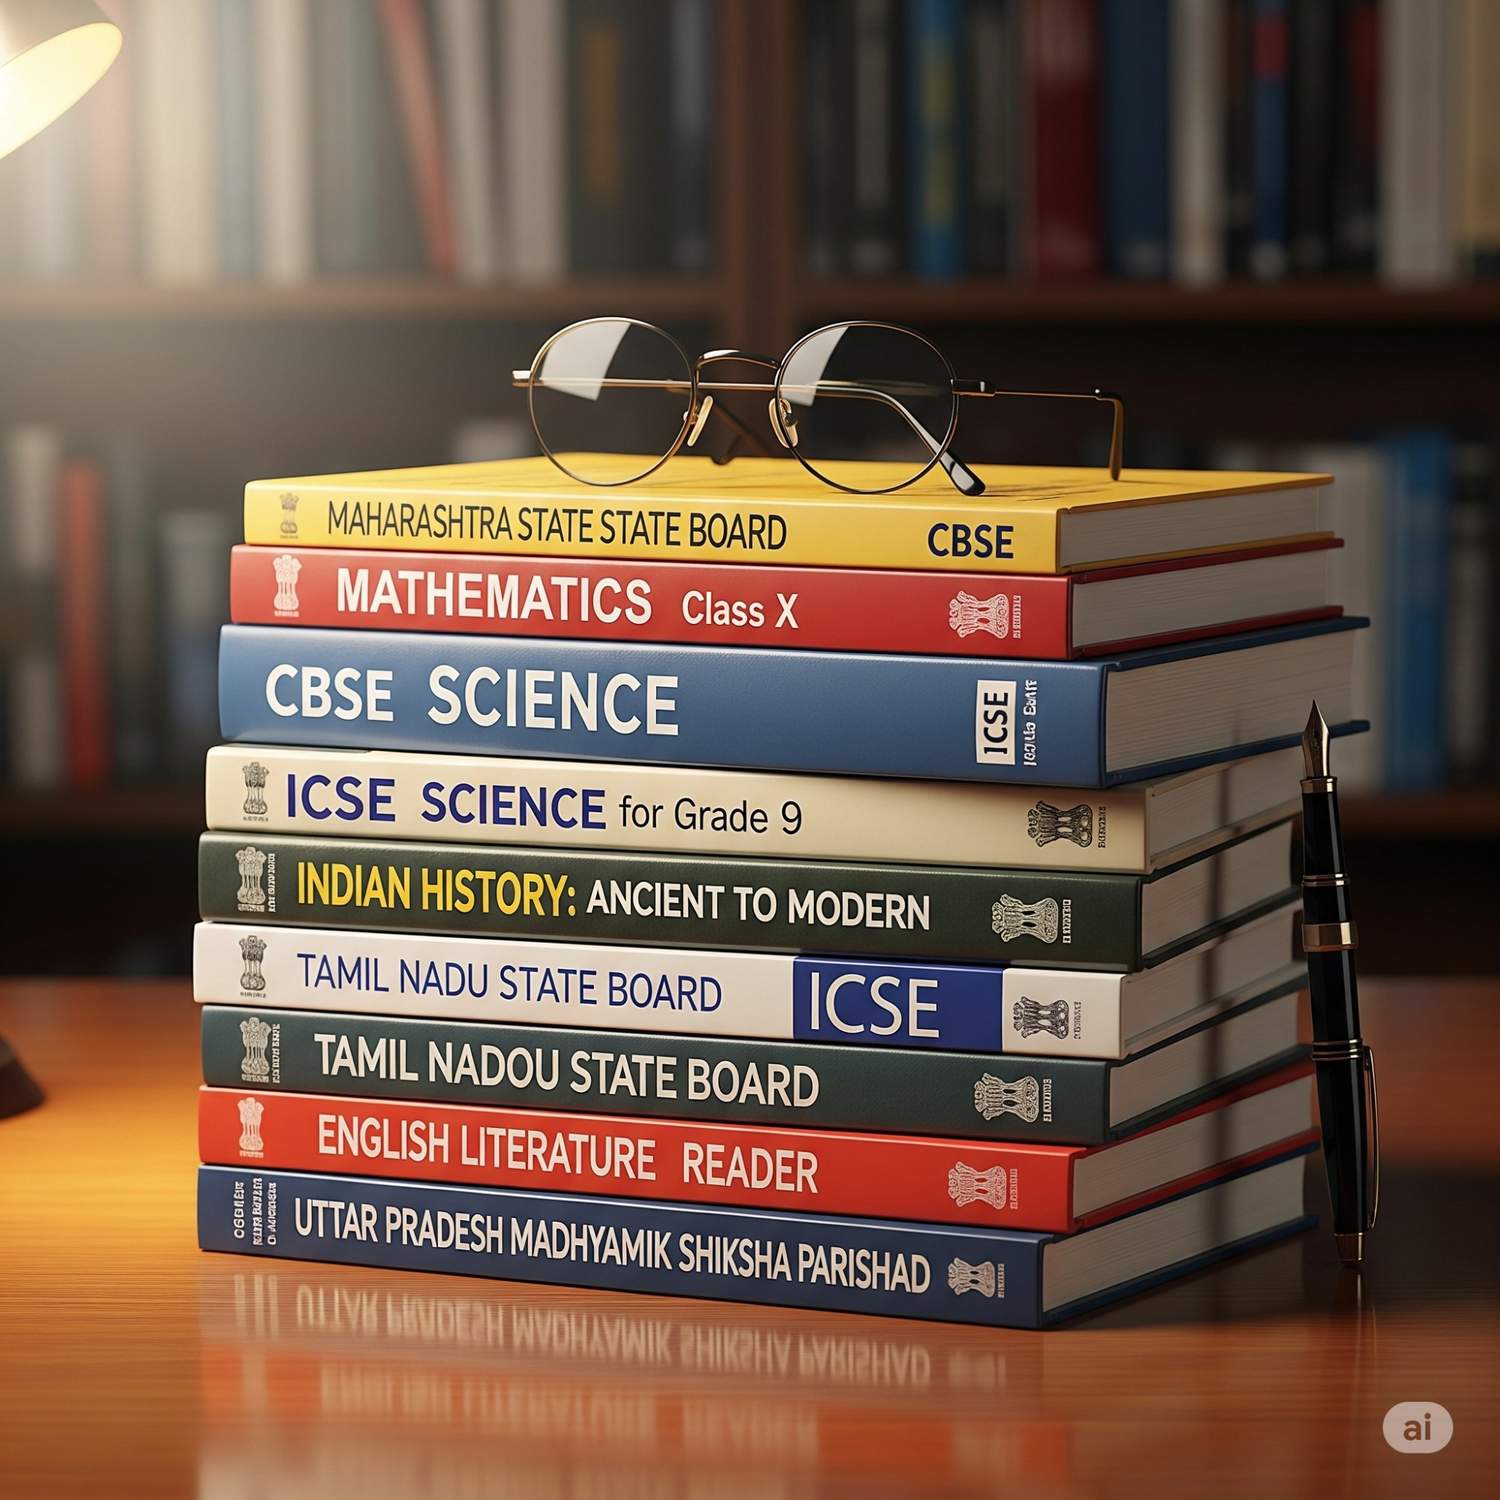 MAHARASHTRA STATE STATE BOARD CBSE
MATHEMATICS Class X
CBSE SCIENCE ICSE
ICSE SCIENCE for Grade 9
INDIAN HISTORY: ANCIENT TO MODERN
TAMIL NADU STATE BOARD ICSE
TAMIL NADOU STATE BOARD
ENGLISH LITERATURE READER
UTTAR PRADESH MADHYAMIK SHIKSHA PARISHAD
ai